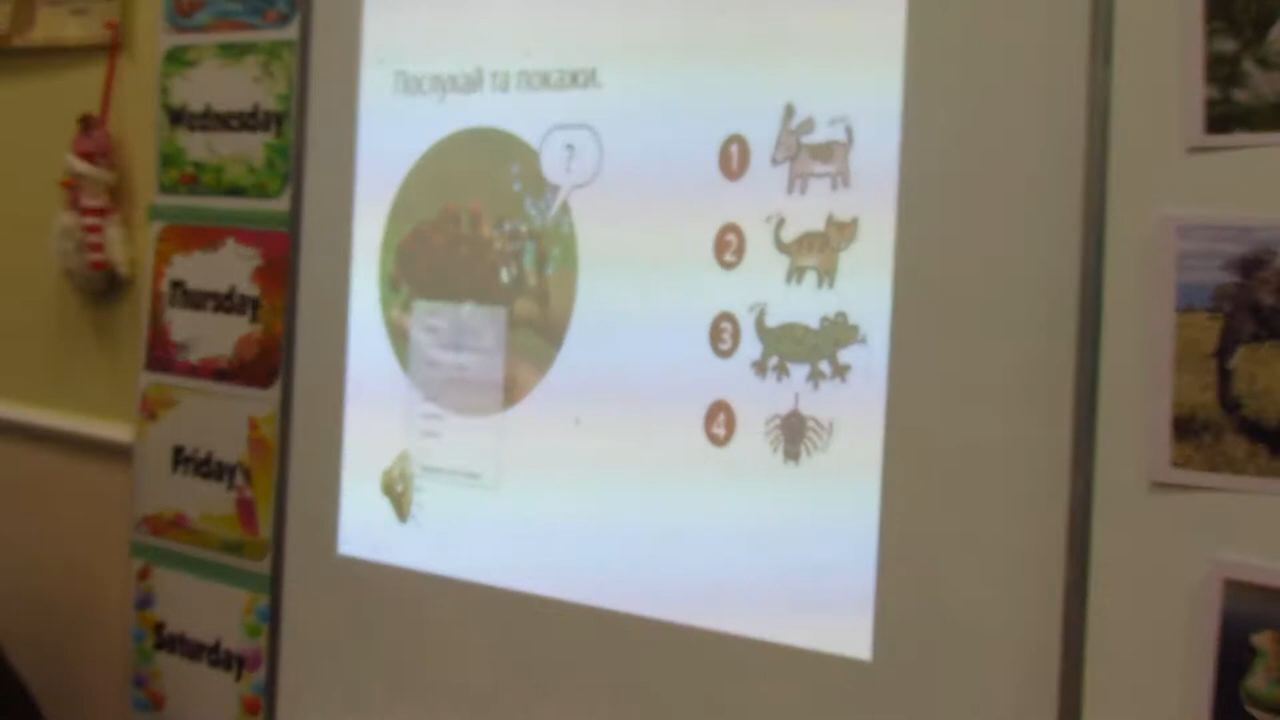 Wednesday
Thursday
Friday
Saturday
Послухай та покажи.
?
1
2
3
4